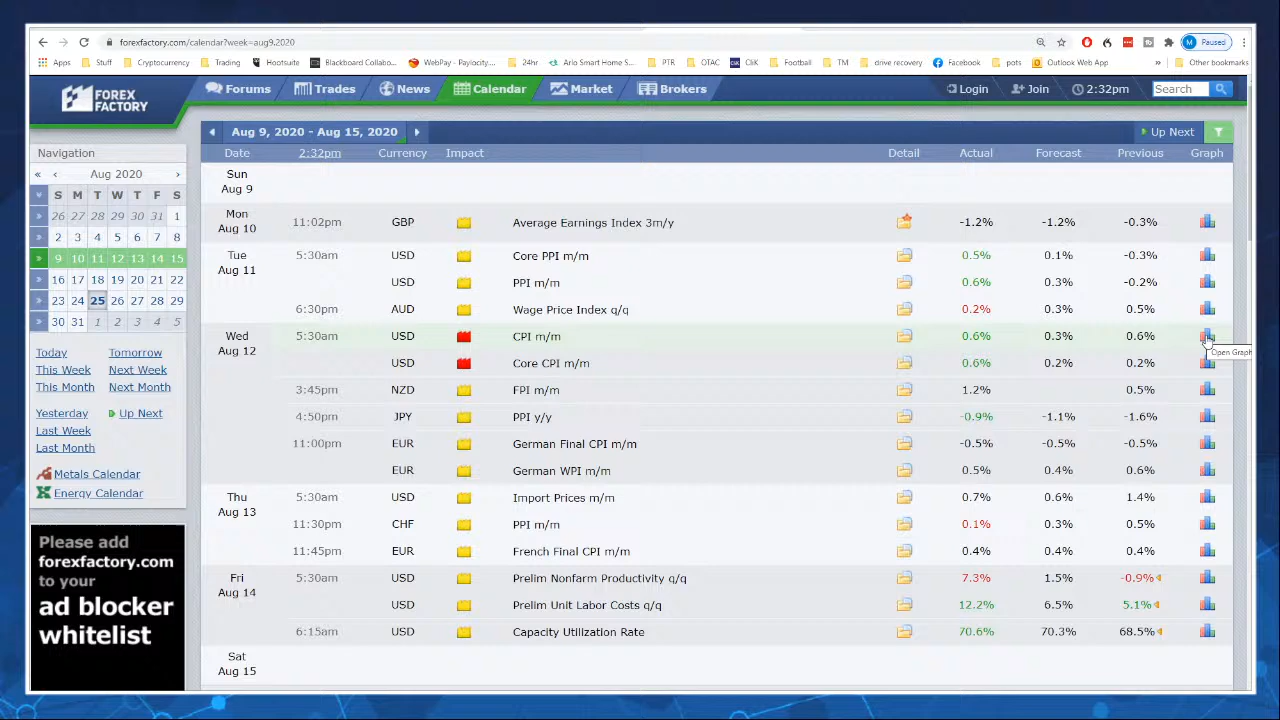 forexfactory.com/calendar?week=aug9.2020
M Paused
Apps Stuff Cryptocurrency Trading Hootsuite Blackboard Collabo... WebPay - Paylocity... 24hr Ario Smart Home S... PTR OTAC CliK Football TM drive recovery Facebook pots Outlook Web App » Other bookmarks
FOREX FACTORY
Forums Trades News Calendar Market Brokers Login Join 2:32pm Search
Aug 9, 2020 - Aug 15, 2020 Up Next
Date 2:32pm Currency Impact Detail Actual Forecast Previous Graph
Sun Aug 9
Mon Aug 10 11:02pm GBP Average Earnings Index 3m/y -1.2% -1.2% -0.3%
Tue Aug 11 5:30am USD Core PPI m/m 0.5% 0.1% -0.3%
USD PPI m/m 0.6% 0.3% -0.2%
6:30pm AUD Wage Price Index q/q 0.2% 0.3% 0.5%
Wed Aug 12 5:30am USD CPI m/m 0.6% 0.3% 0.6%
Open Graph
USD Core CPI m/m 0.6% 0.2% 0.2%
3:45pm NZD FPI m/m 1.2% 0.5%
4:50pm JPY PPI y/y -0.9% -1.1% -1.6%
11:00pm EUR German Final CPI m/m -0.5% -0.5% -0.5%
EUR German WPI m/m 0.5% 0.4% 0.6%
Thu Aug 13 5:30am USD Import Prices m/m 0.7% 0.6% 1.4%
11:30pm CHF PPI m/m 0.1% 0.3% 0.5%
11:45pm EUR French Final CPI m/m 0.4% 0.4% 0.4%
Fri Aug 14 5:30am USD Prelim Nonfarm Productivity q/q 7.3% 1.5% -0.9%
USD Prelim Unit Labor Costs q/q 12.2% 6.5% 5.1%
6:15am USD Capacity Utilization Rate 70.6% 70.3% 68.5%
Sat Aug 15
Navigation
« ‹ Aug 2020 ›
S M T W T F S
26 27 28 29 30 31 1
2 3 4 5 6 7 8
9 10 11 12 13 14 15
16 17 18 19 20 21 22
23 24 25 26 27 28 29
30 31 1 2 3 4 5
Today Tomorrow
This Week Next Week
This Month Next Month
Yesterday Up Next
Last Week
Last Month
Metals Calendar
Energy Calendar
Please add
forexfactory.com
to your
ad blocker
whitelist